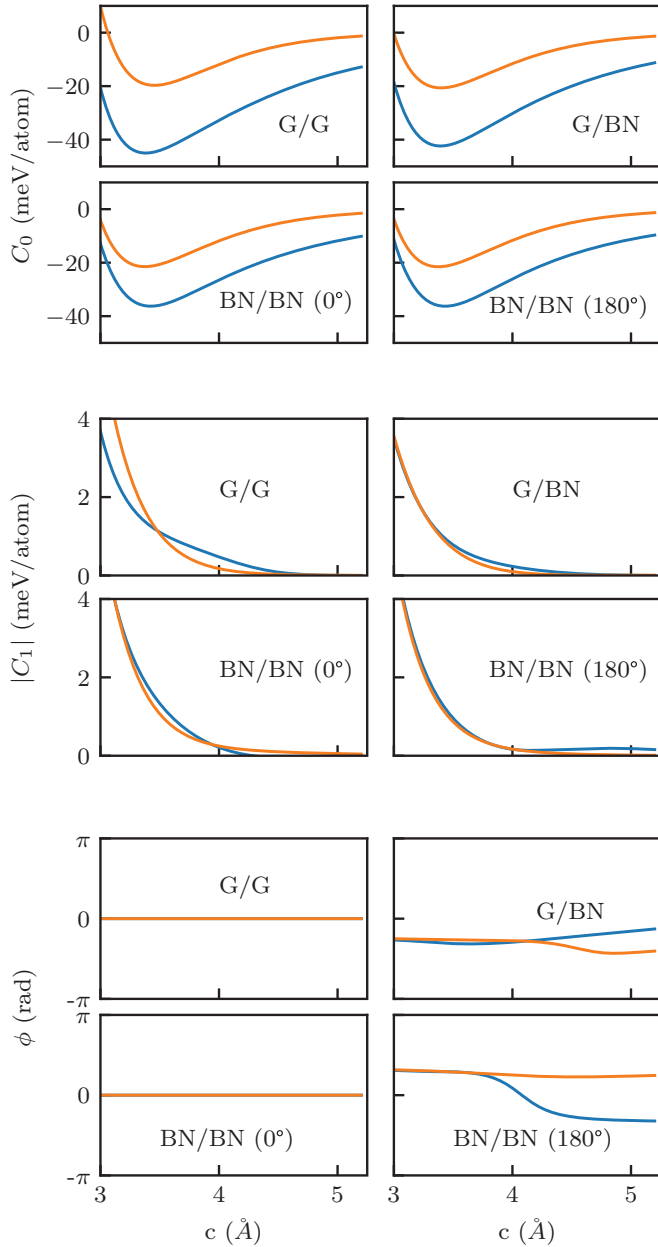 0
−20
−40
G/G
G/BN
C0 (meV/atom)
0
−20
−40
BN/BN (0°)
BN/BN (180°)
4
2
0
G/G
G/BN
|C1| (meV/atom)
4
2
0
BN/BN (0°)
BN/BN (180°)
π
0
-π
G/G
G/BN
ϕ (rad)
π
0
-π
BN/BN (0°)
BN/BN (180°)
3 4 5 3 4 5
c (Å) c (Å)